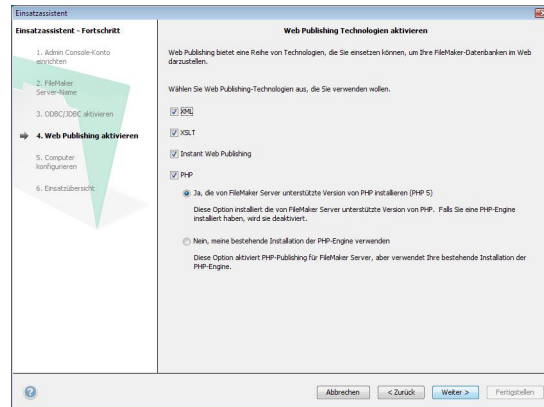 Einsatzassistent
Einsatzassistent - Fortschritt
1. Admin Console-Konto
einrichten
2. FileMaker
Server-Name
3. ODBC/JDBC aktivieren
4. Web Publishing aktivieren
5. Computer
konfigurieren
6. Einsatzübersicht
Web Publishing Technologien aktivieren
Web Publishing bietet eine Reihe von Technologien, die Sie einsetzen können, um Ihre FileMaker-Datenbanken im Web
darzustellen.
Wählen Sie Web Publishing-Technologien aus, die Sie verwenden wollen.
XML
XSLT
Instant Web Publishing
PHP
Ja, die von FileMaker Server unterstützte Version von PHP installieren (PHP 5)
Diese Option installiert die von FileMaker Server unterstützte Version von PHP. Falls Sie eine PHP-Engine
installiert haben, wird sie deaktiviert.
Nein, meine bestehende Installation der PHP-Engine verwenden
Diese Option aktiviert PHP-Publishing für FileMaker Server, aber verwendet Ihre bestehende Installation der
PHP-Engine.
?
Abbrechen
< Zurück
Weiter >
Fertigstellen